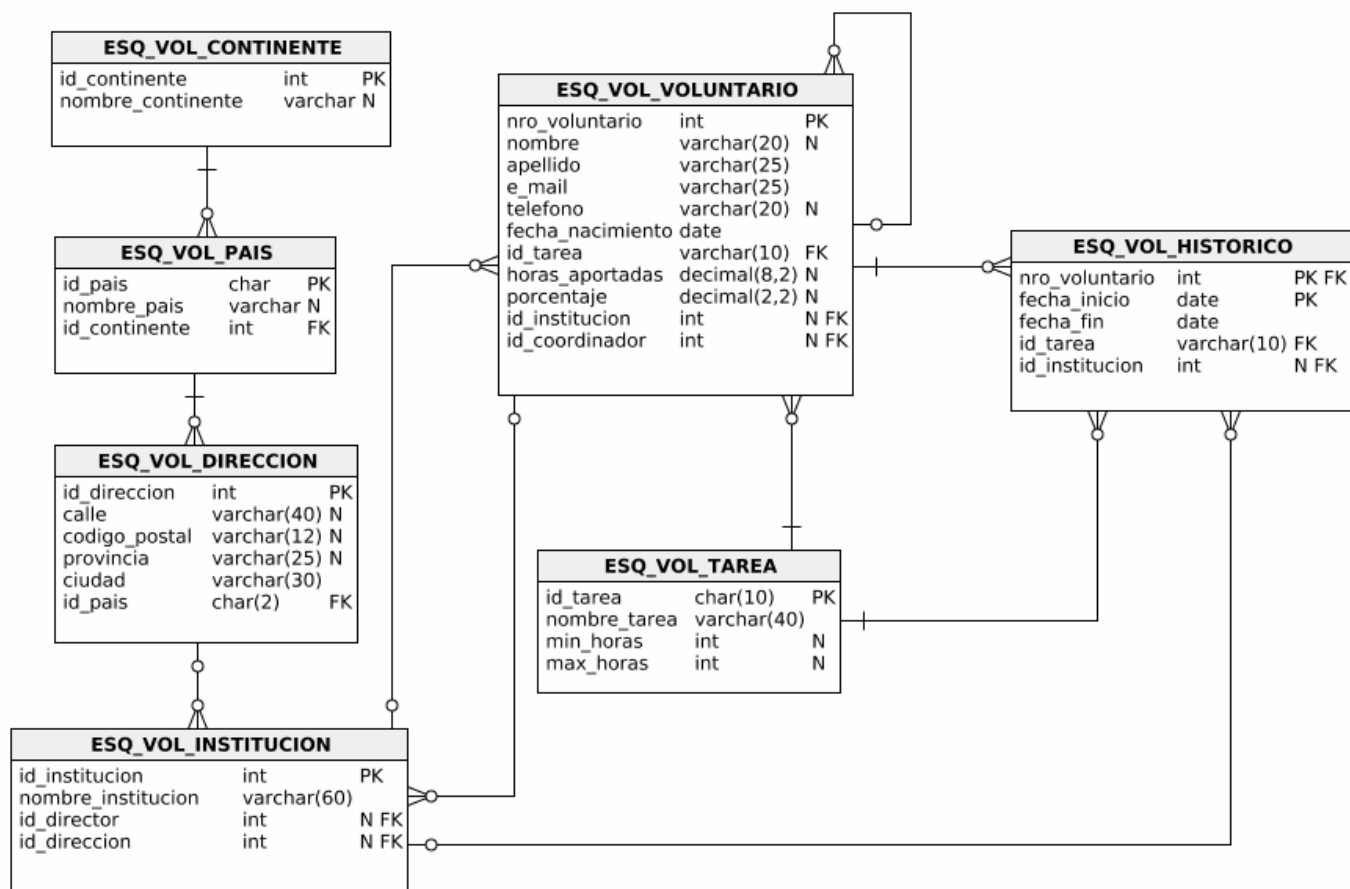 ESQ_VOL_CONTINENTE
id_continente int PK
nombre_continente varchar N
ESQ_VOL_PAIS
id_pais char PK
nombre_pais varchar N
id_continente int FK
ESQ_VOL_DIRECCION
id_direccion int PK
calle varchar(40) N
codigo_postal varchar(12) N
provincia varchar(25) N
ciudad varchar(30)
id_pais char(2) FK
ESQ_VOL_INSTITUCION
id_institucion int PK
nombre_institucion varchar(60)
id_director int N FK
id_direccion int N FK
ESQ_VOL_VOLUNTARIO
nro_voluntario int PK
nombre varchar(20) N
apellido varchar(25)
e_mail varchar(25)
telefono varchar(20) N
fecha_nacimiento date
id_tarea varchar(10) FK
horas_aportadas decimal(8,2) N
porcentaje decimal(2,2) N
id_institucion int N FK
id_coordinador int N FK
ESQ_VOL_TAREA
id_tarea char(10) PK
nombre_tarea varchar(40)
min_horas int N
max_horas int N
ESQ_VOL_HISTORICO
nro_voluntario int PK FK
fecha_inicio date PK
fecha_fin date
id_tarea varchar(10) FK
id_institucion int N FK